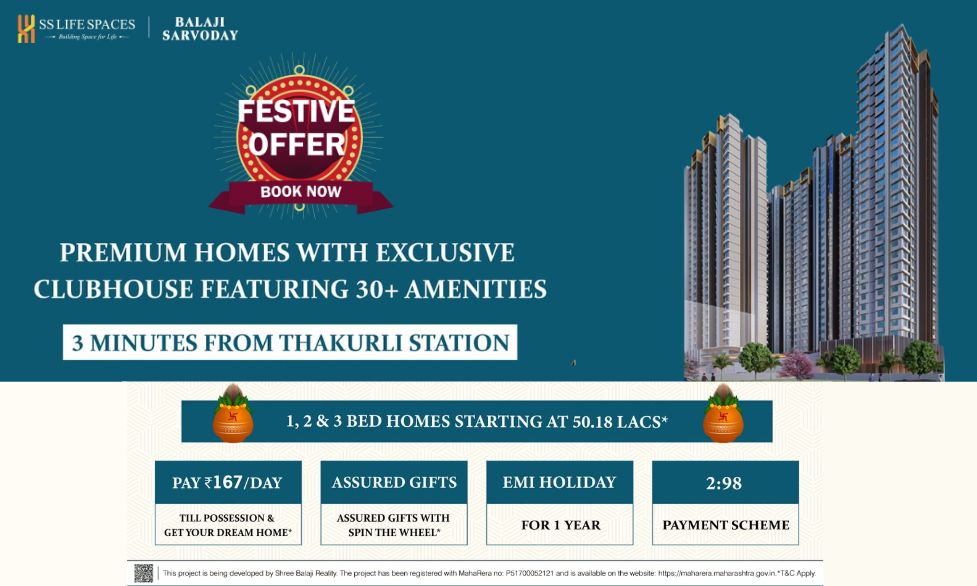 SS LIFE SPACES
Building Space for Life
BALAJI
SARVODAY
FESTIVE
OFFER
BOOK NOW
PREMIUM HOMES WITH EXCLUSIVE
CLUBHOUSE FEATURING 30+ AMENITIES
3 MINUTES FROM THAKURLI STATION
1, 2 & 3 BED HOMES STARTING AT 50.18 LACS*
PAY ₹167/DAY
TILL POSSESSION &
GET YOUR DREAM HOME*
ASSURED GIFTS
ASSURED GIFTS WITH
SPIN THE WHEEL*
EMI HOLIDAY
FOR 1 YEAR
2:98
PAYMENT SCHEME
This project is being developed by Shree Balaji Reality. The project has been registered with MahaRera no: P51700052121 and is available on the website: https://maharera.maharashtra.gov.in.*T&C Apply.